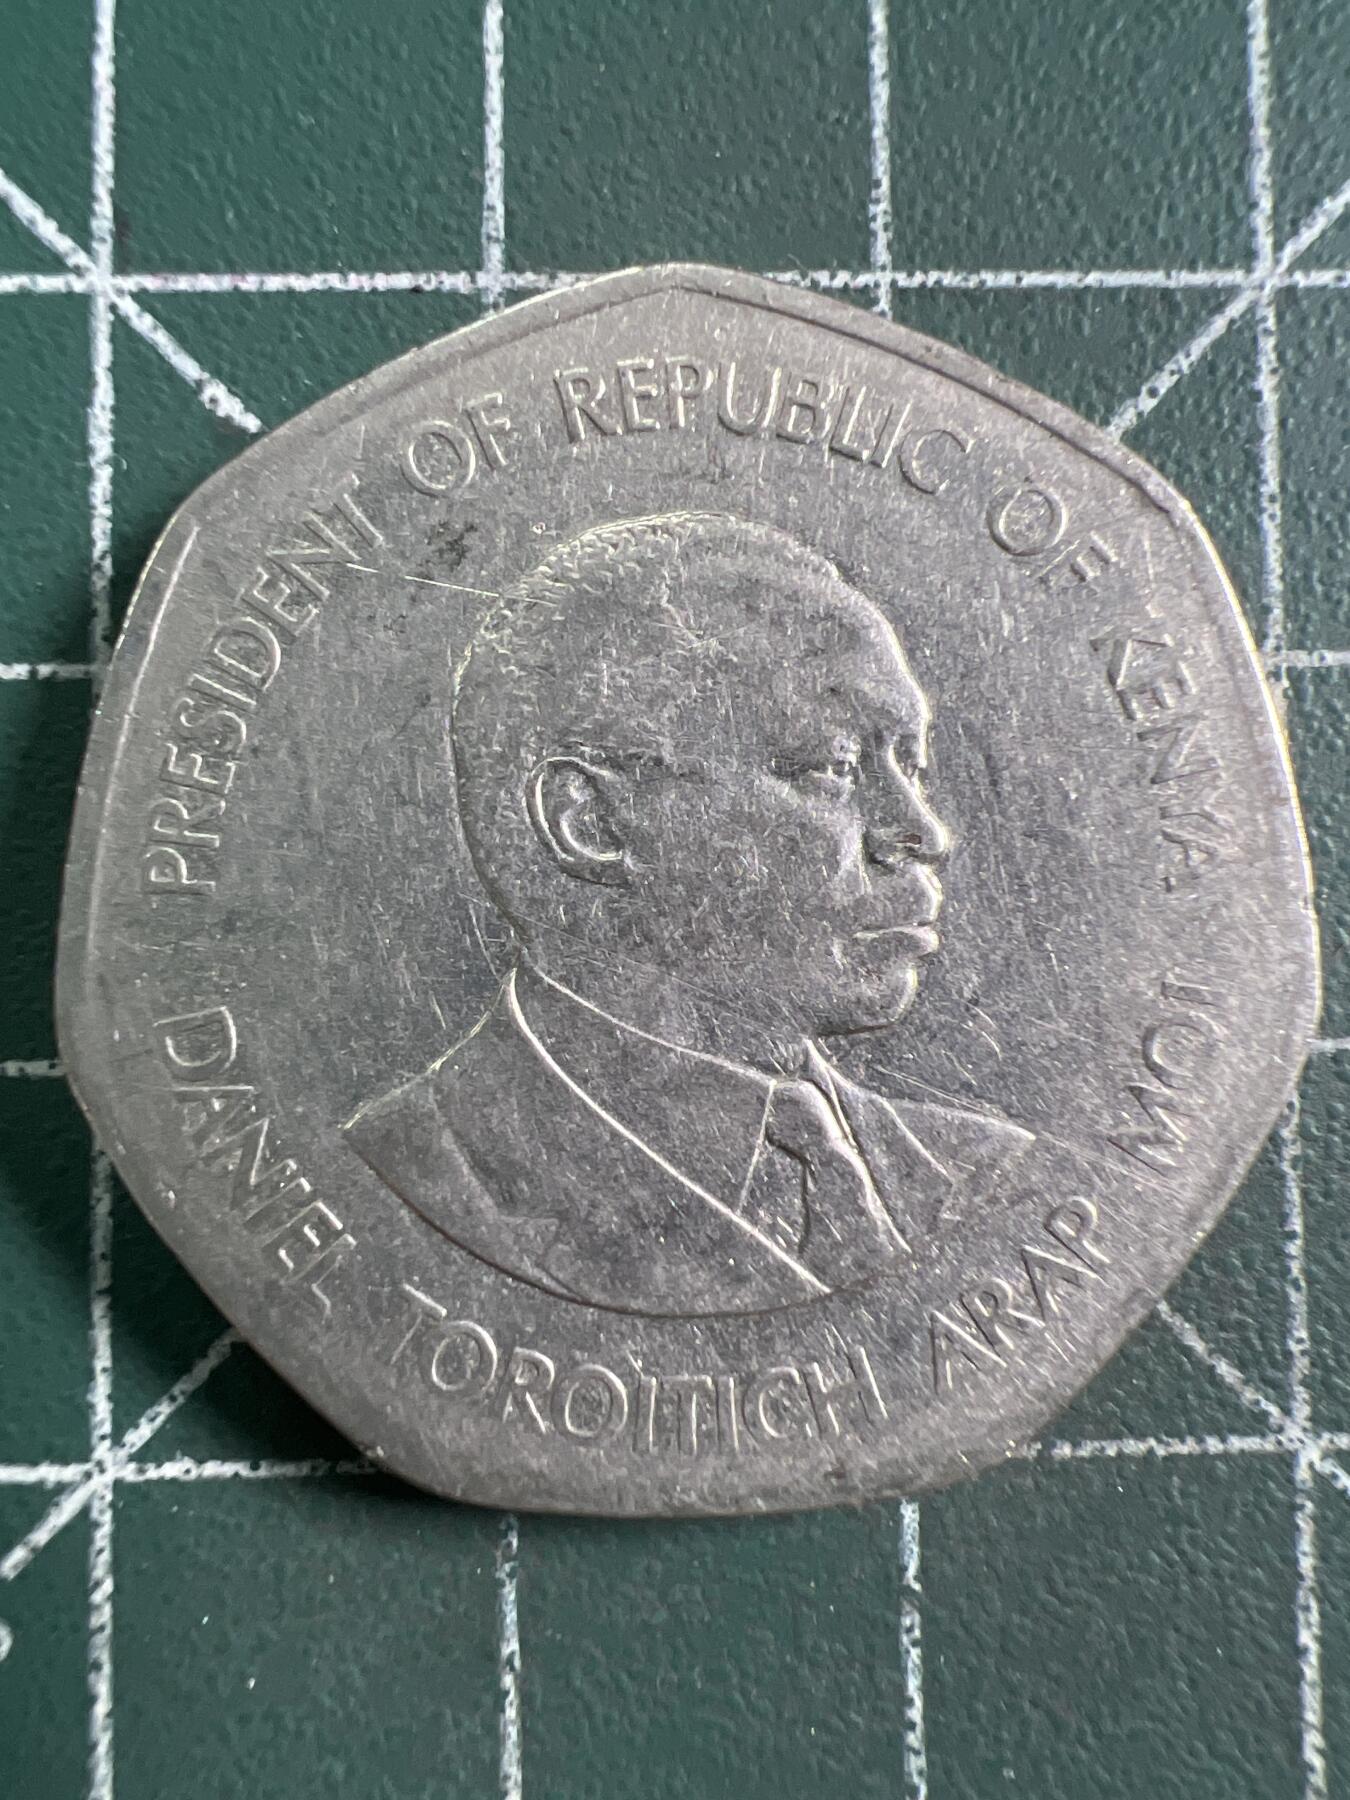 PRESIDENT OF REPUBLIC OF KENYA
DANIEL TOROITICH ARAP MOI